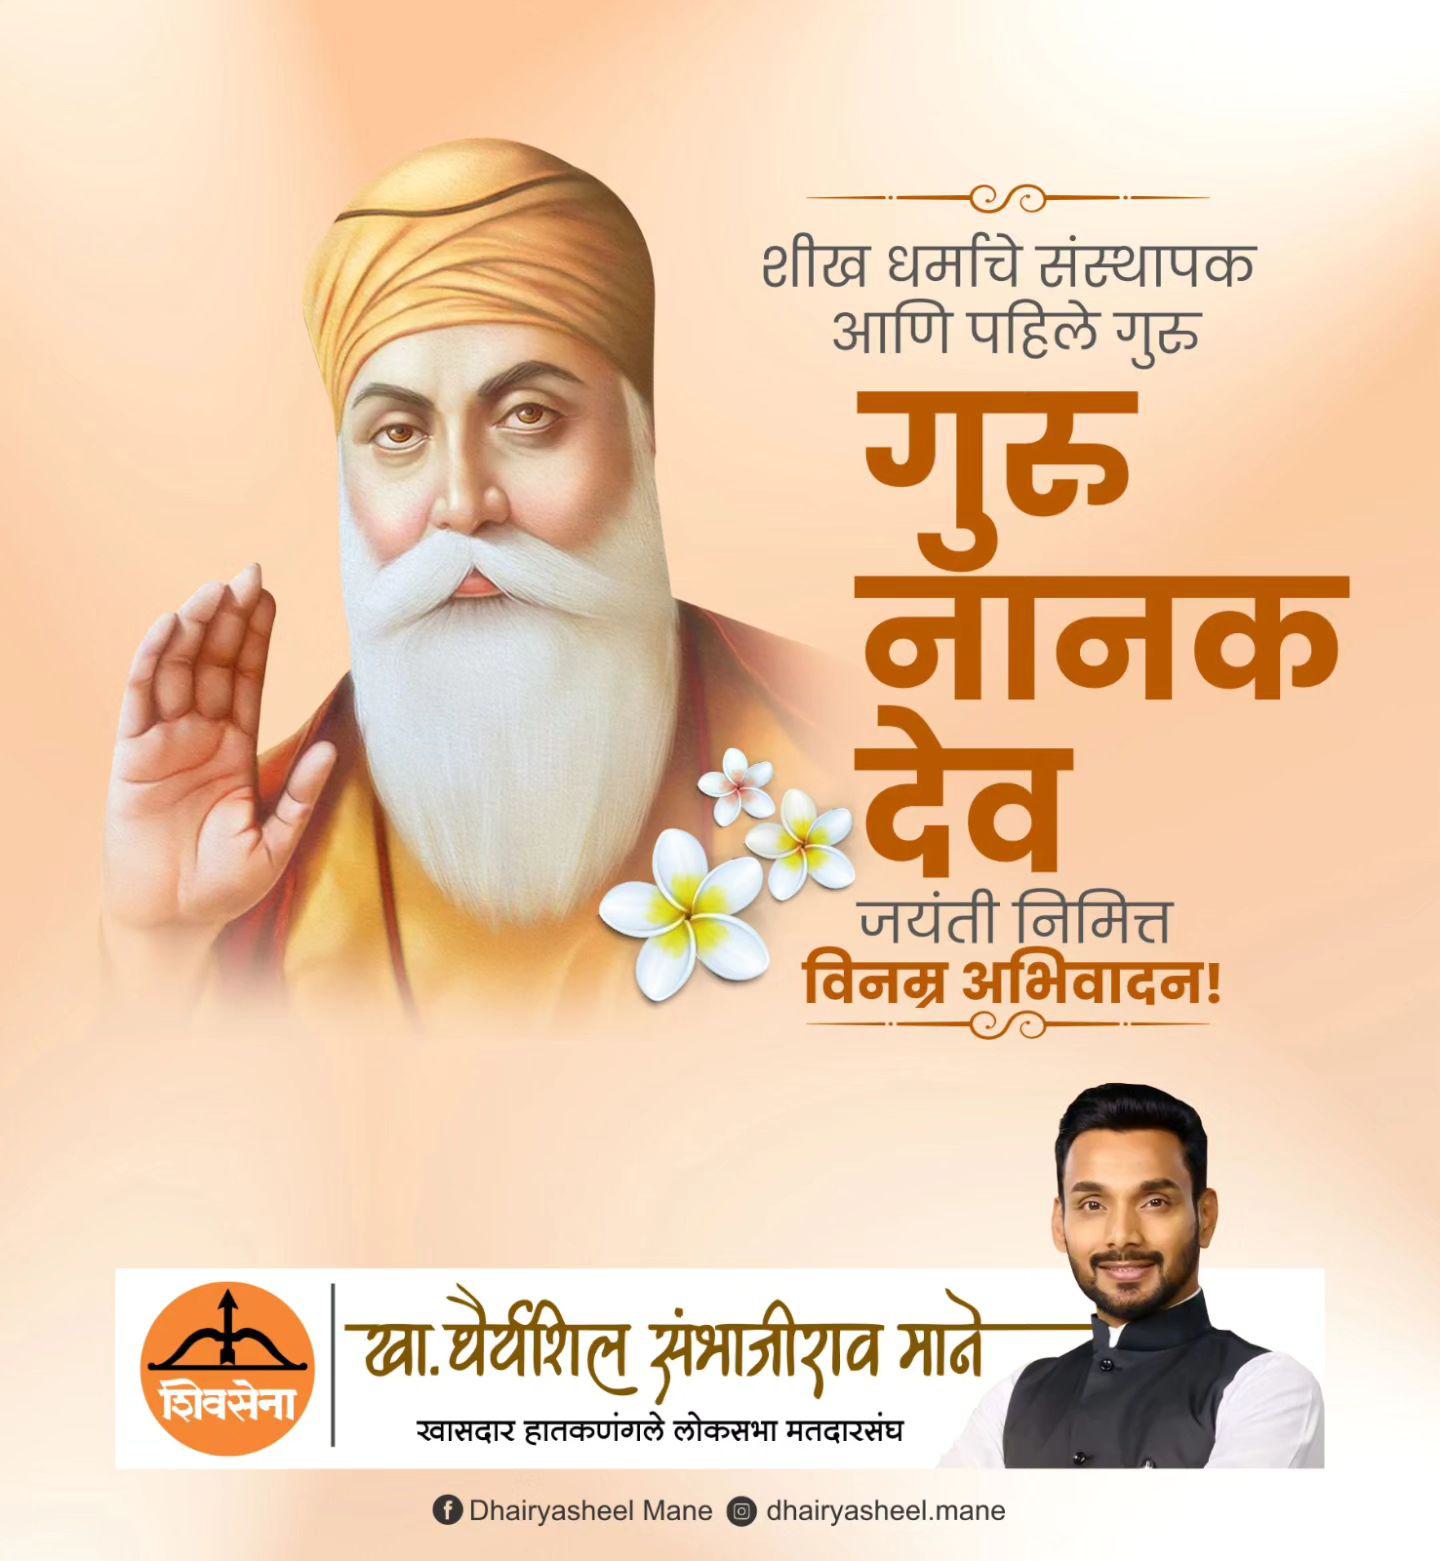 शीख धर्माचे संस्थापक
आणि पहिले गुरु
गुरु
नानक
देव
जयंती निमित्त
विनम्र अभिवादन!
शिवसेना
खा. धैर्यशिल संभाजीराव माने
खासदार हातकणंगले लोकसभा मतदारसंघ
Dhairyasheel Mane dhairyasheel.mane